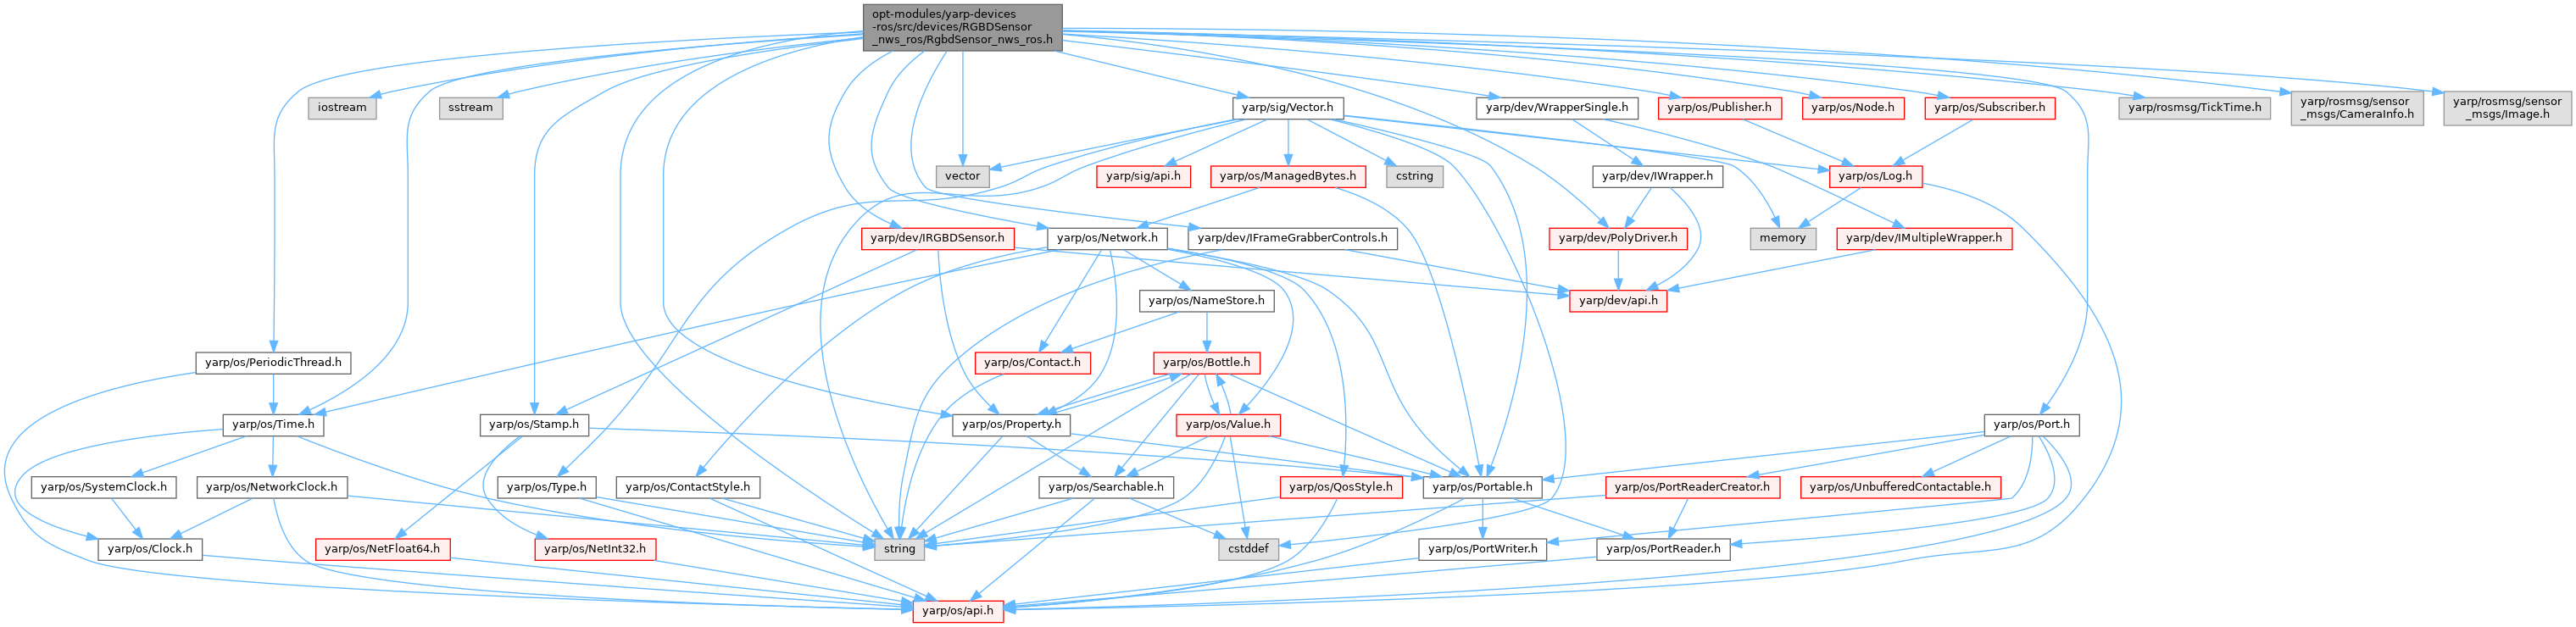 opt-modules/yarp-devices
-ros/src/devices/RGBDSensor
_nws_ros/RgbdSensor_nws_ros.h
iostream
sstream
yarp/sig/Vector.h
yarp/dev/WrapperSingle.h
yarp/os/Publisher.h
yarp/os/Node.h
yarp/os/Subscriber.h
yarp/rosmsg/TickTime.h
yarp/rosmsg/sensor
_msgs/CameraInfo.h
yarp/rosmsg/sensor
_msgs/Image.h
vector
yarp/sig/api.h
yarp/os/ManagedBytes.h
cstring
yarp/dev/IWrapper.h
yarp/os/Log.h
yarp/dev/IRGBDSensor.h
yarp/os/Network.h
yarp/dev/IFrameGrabberControls.h
yarp/dev/PolyDriver.h
memory
yarp/dev/IMultipleWrapper.h
yarp/os/NameStore.h
yarp/dev/api.h
yarp/os/PeriodicThread.h
yarp/os/Contact.h
yarp/os/Bottle.h
yarp/os/Time.h
yarp/os/Stamp.h
yarp/os/Property.h
yarp/os/Value.h
yarp/os/Port.h
yarp/os/SystemClock.h
yarp/os/NetworkClock.h
yarp/os/Type.h
yarp/os/ContactStyle.h
yarp/os/Searchable.h
yarp/os/QosStyle.h
yarp/os/Portable.h
yarp/os/PortReaderCreator.h
yarp/os/UnbufferedContactable.h
yarp/os/Clock.h
yarp/os/NetFloat64.h
yarp/os/NetInt32.h
string
cstddef
yarp/os/PortWriter.h
yarp/os/PortReader.h
yarp/os/api.h